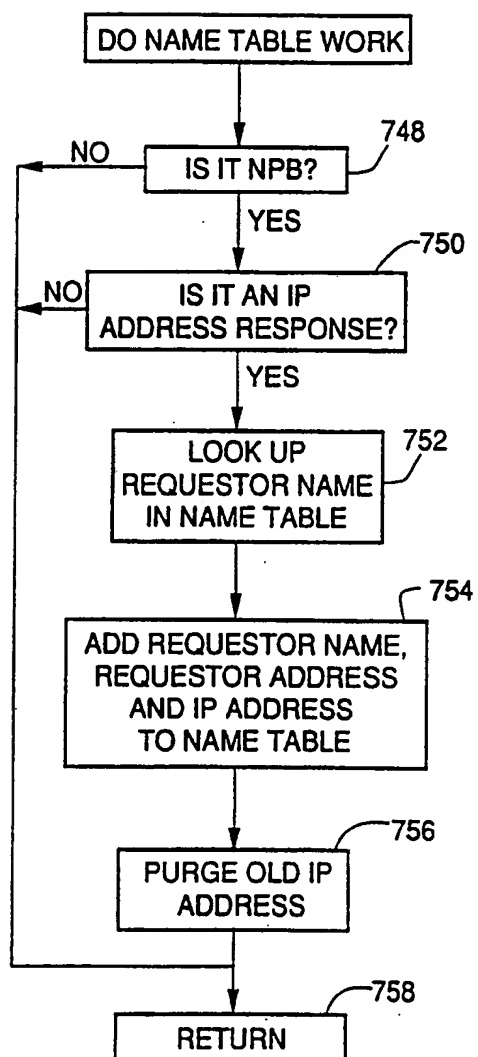 DO NAME TABLE WORK
748
NO
IS IT NPB?
YES
750
NO
IS IT AN IP
ADDRESS RESPONSE?
YES
752
LOOK UP
REQUESTOR NAME
IN NAME TABLE
754
ADD REQUESTOR NAME,
REQUESTOR ADDRESS
AND IP ADDRESS
TO NAME TABLE
756
PURGE OLD IP
ADDRESS
758
RETURN